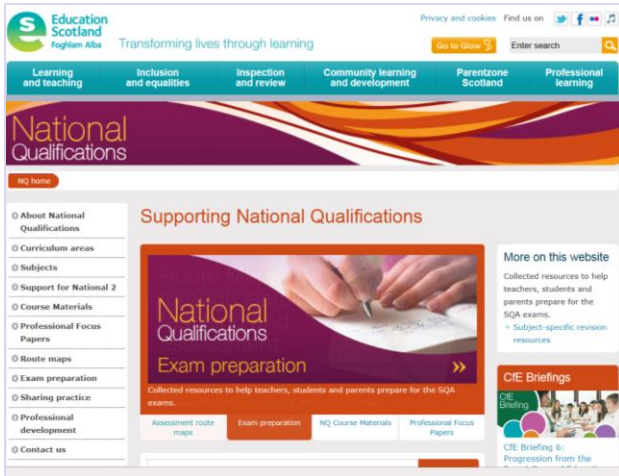 Education
Scotland
Foghlam Alba
Transforming lives through learning
Privacy and cookies Find us on
Go to Glow
Enter search
Learning
and teaching
Inclusion
and equalities
Inspection
and review
Community learning
and development
Parentzone
Scotland
Professional
learning
National
Qualifications
NQ home
About National
Qualifications
Curriculum areas
Subjects
Support for National 2
Course Materials
Professional Focus
Papers
Route maps
Exam preparation
Sharing practice
Professional
development
Contact us
Supporting National Qualifications
National
Qualifications
Exam preparation
Collected resources to help teachers, students and parents prepare for the SQA
exams.
Assessment route
maps
Exam preparation
NQ Course Materials
Professional Focus
Papers
More on this website
Collected resources to help
teachers, students and
parents prepare for the
SQA exams.
Subject-specific revision
resources
CfE Briefings
CfE
Briefing
CfE Briefing 6:
Progression from the